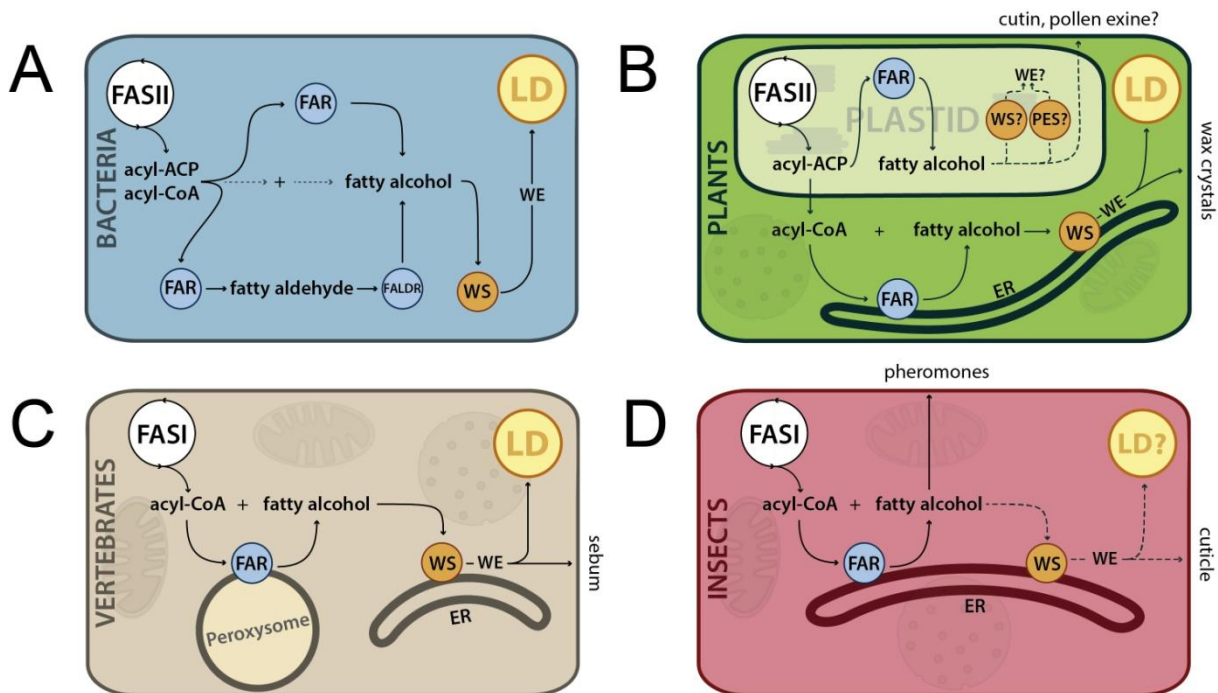 A
BACTERIA
FASII
acyl-ACP
acyl-CoA
+
FAR
fatty alcohol
FAR
fatty aldehyde
FALDR
WS
WE
LD
B
cutin, pollen exine?
PLANTS
PLASTID
FASII
acyl-ACP
FAR
fatty alcohol
WE?
WS?
PES?
LD
wax crystals
acyl-CoA + fatty alcohol
WS
WE
FAR
ER
C
VERTEBRATES
FASI
acyl-CoA + fatty alcohol
FAR
Peroxysome
WS
WE
LD
ER
sebum
D
pheromones
INSECTS
FASI
acyl-CoA + fatty alcohol
FAR
WS
WE
LD?
ER
cuticle